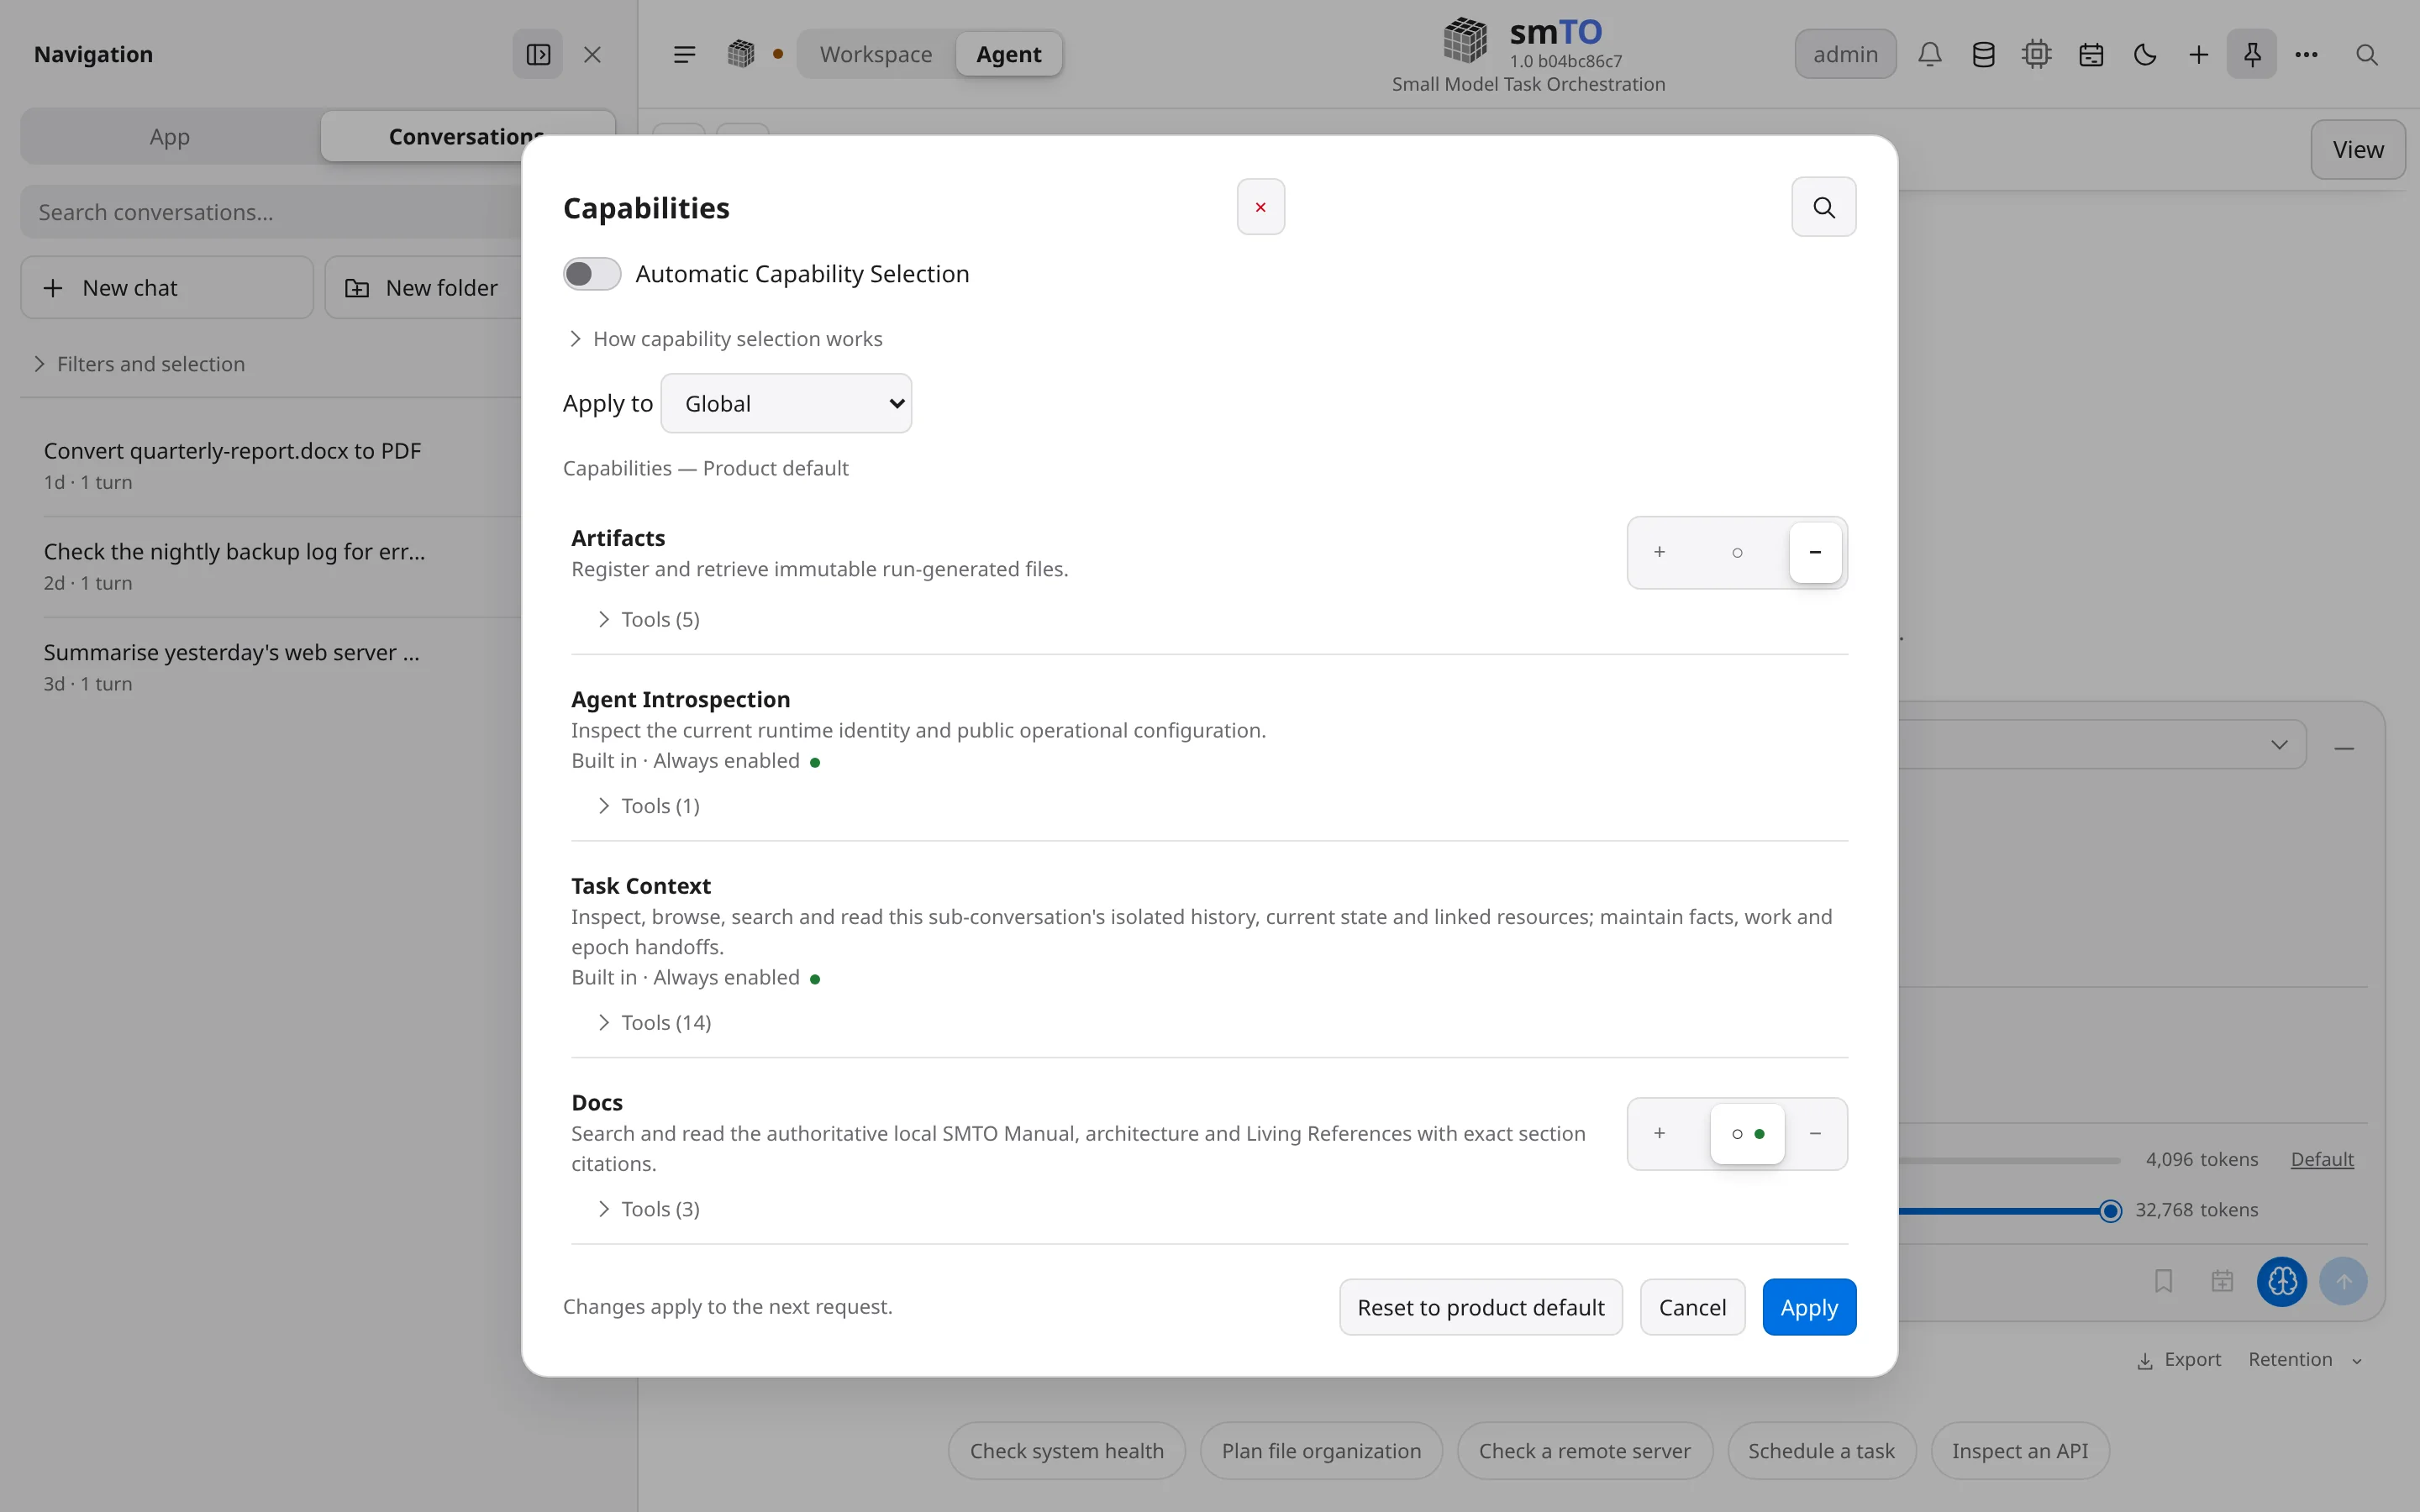 Navigation
Workspace
Agent
smTO
1.0 b04bc86c7
Small Model Task Orchestration
admin
App
Conversations
View
Search conversations...
New chat
New folder
Filters and selection
Convert quarterly-report.docx to PDF
1d · 1 turn
Check the nightly backup log for err...
2d · 1 turn
Summarise yesterday's web server ...
3d · 1 turn
Capabilities
Automatic Capability Selection
How capability selection works
Apply to Global
Capabilities — Product default
Artifacts
Register and retrieve immutable run-generated files.
Tools (5)
Agent Introspection
Inspect the current runtime identity and public operational configuration.
Built in · Always enabled
Tools (1)
Task Context
Inspect, browse, search and read this sub-conversation's isolated history, current state and linked resources; maintain facts, work and
epoch handoffs.
Built in · Always enabled
Tools (14)
Docs
Search and read the authoritative local SMTO Manual, architecture and Living References with exact section
citations.
Tools (3)
Changes apply to the next request.
Reset to product default
Cancel
Apply
4,096 tokens
Default
32,768 tokens
Export
Retention
Check system health
Plan file organization
Check a remote server
Schedule a task
Inspect an API